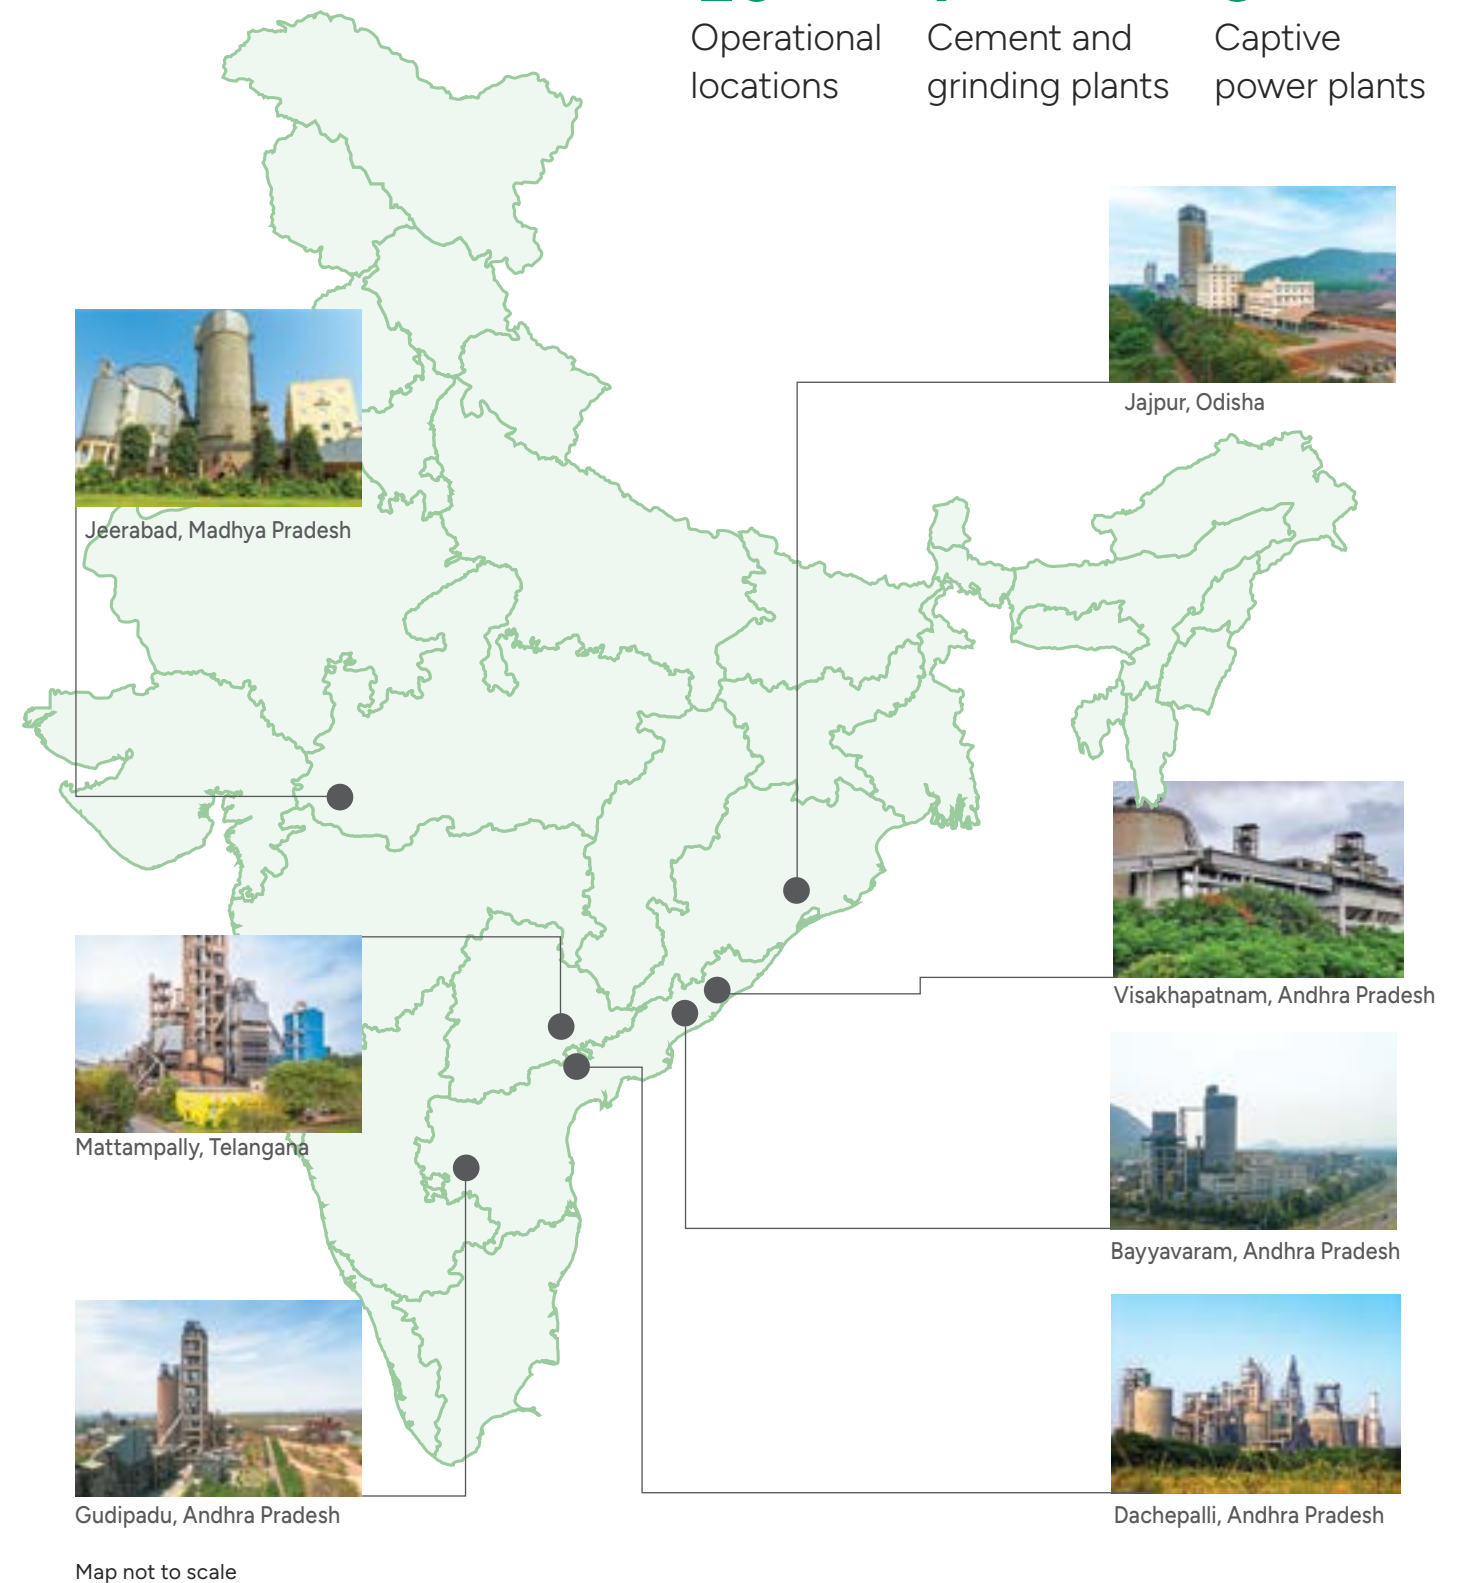 Operational
locations
Cement and
grinding plants
Captive
power plants
Jajpur, Odisha
Jeerabad, Madhya Pradesh
Visakhapatnam, Andhra Pradesh
Mattampally, Telangana
Bayyavaram, Andhra Pradesh
Gudipadu, Andhra Pradesh
Dachepalli, Andhra Pradesh
Map not to scale